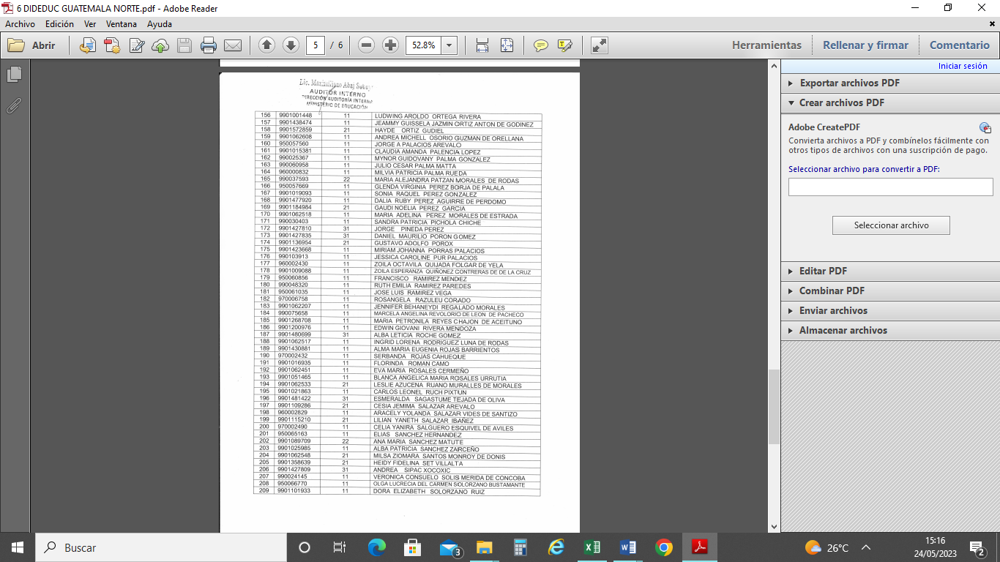 6 DIDEDUC GUATEMALA NORTE.pdf - Adobe Reader
Archivo Edición Ver Ventana Ayuda
Abrir 5 / 6 52.8% Herramientas Rellenar y firmar Comentario
Iniciar sesión
Exportar archivos PDF
Crear archivos PDF
Adobe CreatePDF
Convierta archivos a PDF y combínelos fácilmente con
otros tipos de archivos con una suscripción de pago.
Seleccionar archivo para convertir a PDF:
Seleccionar archivo
Editar PDF
Combinar PDF
Enviar archivos
Almacenar archivos
Lic. Maximiliano Abaj Subuy
AUDITOR INTERNO
DIRECCIÓN AUDITORÍA INTERNA
MINISTERIO DE EDUCACIÓN
156 9901001448 11 LUDWING AROLDO ORTEGA RIVERA
157 9901438474 11 JEAMMY GUISSELA JAZMIN ORTIZ ANTON DE GODINEZ
158 9901572859 21 HAYDE ORTIZ GUDIEL
159 9901062608 11 ANDREA MICHELL OSORIO GUZMAN DE ORELLANA
160 950057560 11 JORGE A PALACIOS AREVALO
161 9901015381 11 CLAUDIA AMANDA PALENCIA LOPEZ
162 990025367 11 MYNOR GUIDOVANY PALMA GONZALEZ
163 990060958 11 JULIO CESAR PALMA MATTA
164 960000832 11 MILVIA PATRICIA PALMA RUEDA
165 990037593 22 MARIA ALEJANDRA PATZAN MORALES DE RODAS
166 950057669 11 GLENDA VIRGINIA PEREZ BORJA DE PALALA
167 9901019093 11 SONIA RAQUEL PEREZ GONZALEZ
168 9901477920 11 DALIA RUBY PEREZ AGUIRRE DE PERDOMO
169 9901184984 21 GAUDI NOELIA PEREZ GARCIA
170 9901062518 11 MARIA ADELINA PEREZ MORALES DE ESTRADA
171 990030403 11 SANDRA PATRICIA PICHOLA CHICHE
172 9901427810 31 JORGE PINEDA PEREZ
173 9901427835 31 DANIEL MAURILIO PORON GOMEZ
174 9901136954 21 GUSTAVO ADOLFO POROX
175 9901423668 11 MIRIAM JOHANNA PORRAS PALACIOS
176 990103913 11 JESSICA CAROLINE PUR PALACIOS
177 960002430 11 ZOILA OCTAVILA QUIJADA FOLGAR DE YELA
178 9901009088 11 ZOILA ESPERANZA QUIÑONEZ CONTRERAS DE DE LA CRUZ
179 950060856 11 FRANCISCO RAMIREZ MENDEZ
180 990048320 11 RUTH EMILIA RAMIREZ PAREDES
181 950061035 11 JOSE LUIS RAMIREZ VEGA
182 970006758 11 ROSANGELA RAZULEU CORADO
183 9901062207 11 JENNIFER BEHANEYDI REGALADO MORALES
184 990075658 11 MARCELA ANGELINA REVOLORIO DE LEON DE PACHECO
185 9901268708 11 MARIA PETRONILA REYES CHAJON DE ACEITUNO
186 9901200976 11 EDWIN GIOVANI RIVERA MENDOZA
187 9901480699 31 ALBA LETICIA ROCHE GOMEZ
188 9901062517 11 INGRID LORENA RODRIGUEZ LUNA DE RODAS
189 9901430881 11 ALMA MARIA EUGENIA ROJAS BARRIENTOS
190 970002432 11 SERBANDA ROJAS CAHUEQUE
191 9901016935 11 FLORINDA ROMAN CAMO
192 9901062451 11 EVA MARIA ROSALES CERMEÑO
193 9901051465 11 BLANCA ANGELICA MARIA ROSALES URRUTIA
194 9901062533 21 LESLIE AZUCENA RUANO MURALLES DE MORALES
195 9901021863 11 CARLOS LEONEL RUCH PIXTUN
196 9901481422 31 ESMERALDA SAGASTUME TEJADA DE OLIVA
197 9901109286 21 CESIA JEMIMA SALAZAR AREVALO
198 960002829 11 ARACELY YOLANDA SALAZAR VIDES DE SANTIZO
199 9901115210 21 LILIAN YANETH SALAZAR IBAÑEZ
200 970002490 11 CELIA YANIRA SALGUERO ESQUIVEL DE AVILES
201 950065163 11 ELIAS SANCHEZ HERNANDEZ
202 9901089709 22 ANA MARIA SANCHEZ MATUTE
203 9901025985 11 ALBA PATRICIA SANCHEZ ZARCEÑO
204 9901062548 21 MILSA ZIOMARA SANTOS MONROY DE DONIS
205 9901358639 21 HEIDY FIDELINA SET VILLALTA
206 9901427809 31 ANDREA SIPAC XOCOXIC
207 990024145 11 VERONICA CONSUELO SOLIS MERIDA DE CONCOBA
208 950066770 11 OLGA LUCRECIA DEL CARMEN SOLORZANO BUSTAMANTE
209 9901101933 11 DORA ELIZABETH SOLORZANO RUIZ
Buscar
3
26°C
15:16
24/05/2023
2